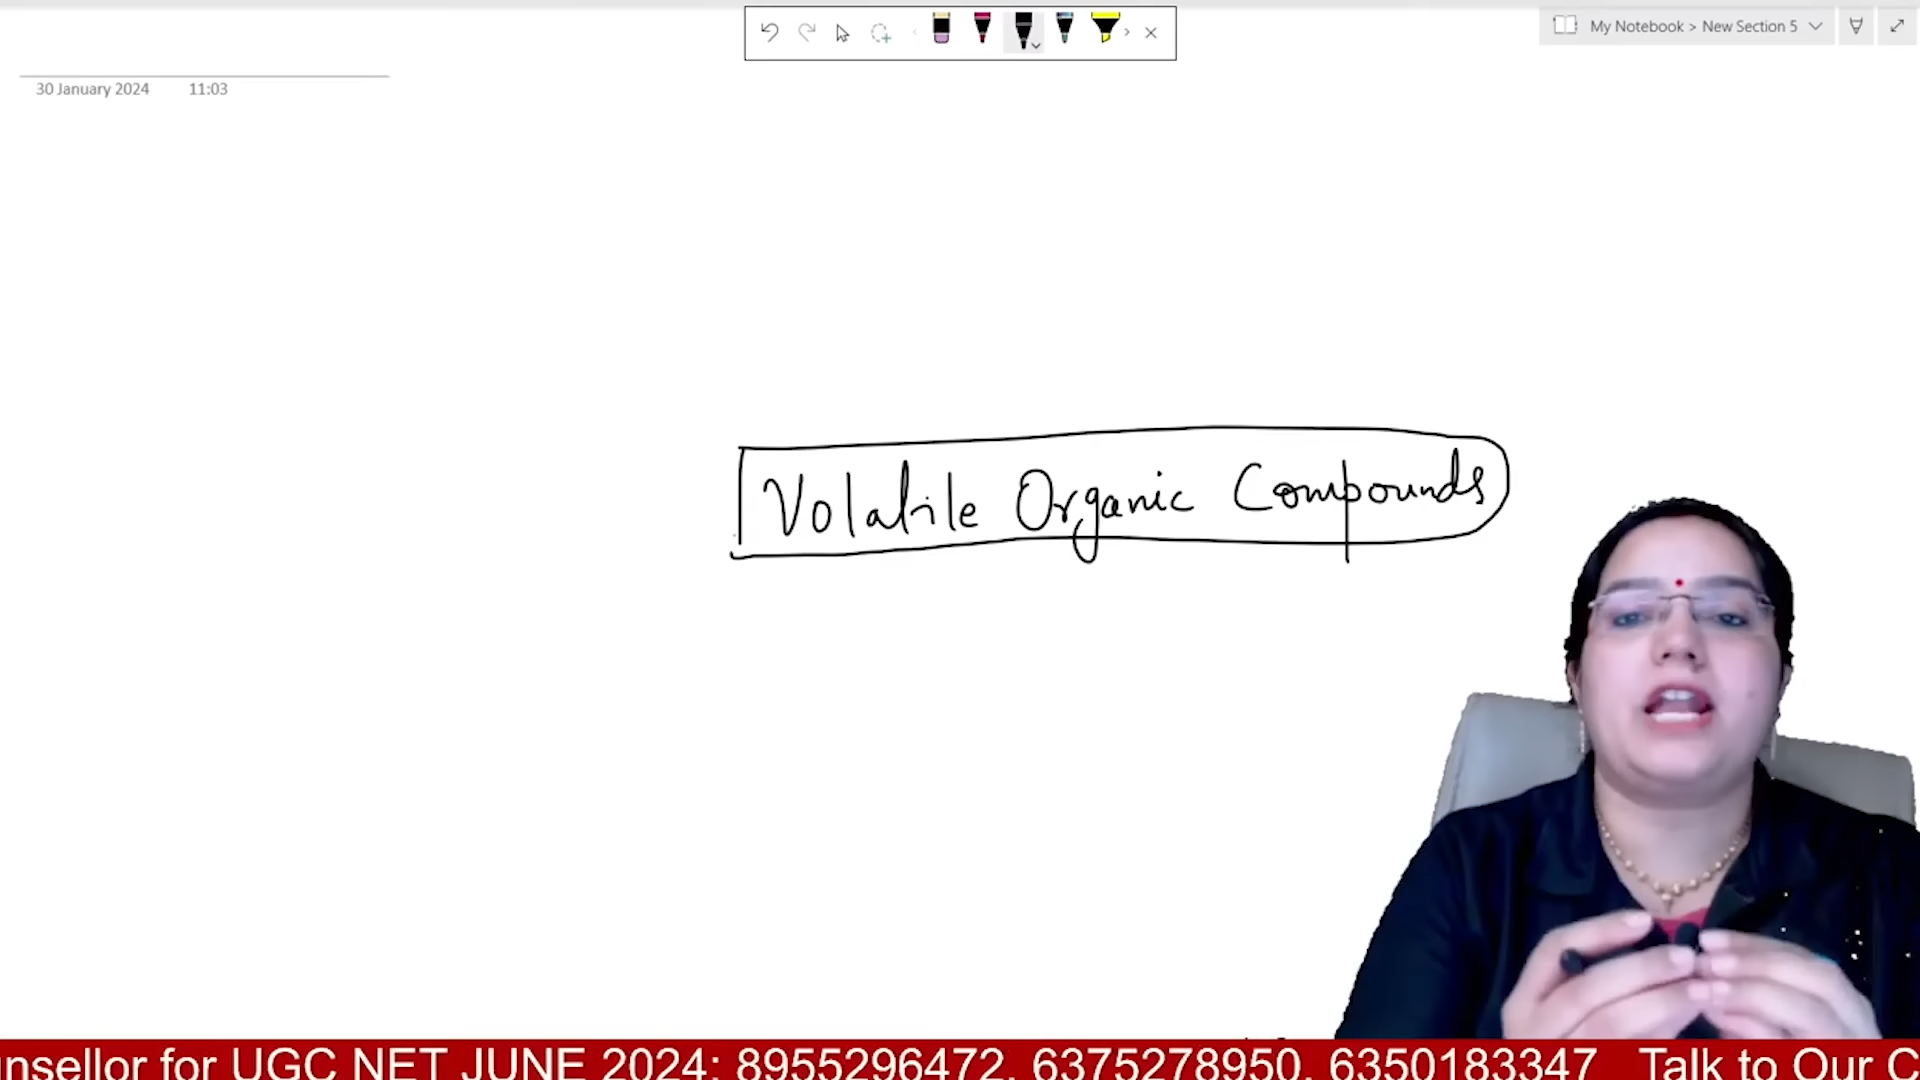 My Notebook > New Section 5
30 January 2024 11:03
Volatile Organic Compounds
unsellor for UGC NET JUNE 2024: 8955296472, 6375278950, 6350183347 Talk to Our C